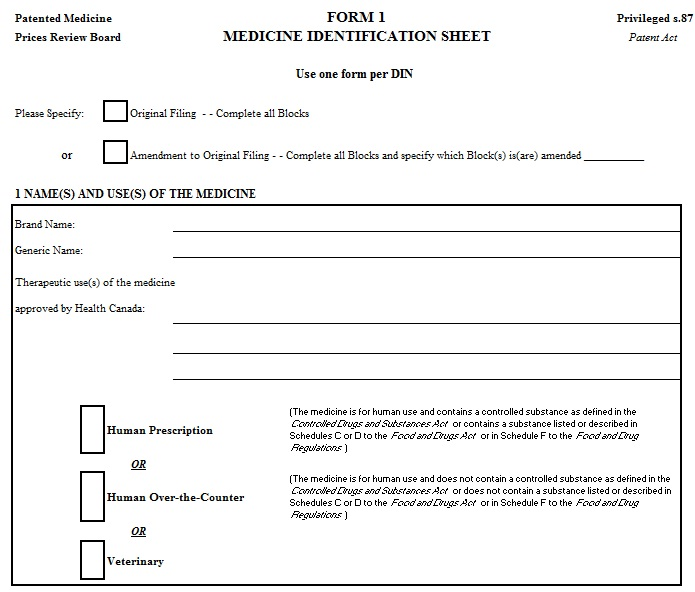 Patented Medicine FORM 1 Privileged s.87
Prices Review Board MEDICINE IDENTIFICATION SHEET Patent Act
Use one form per DIN
Please Specify: Original Filing - - Complete all Blocks
or Amendment to Original Filing - - Complete all Blocks and specify which Block(s) is(are) amended __________
1 NAME(S) AND USE(S) OF THE MEDICINE
Brand Name:
Generic Name:
Therapeutic use(s) of the medicine
approved by Health Canada:
Human Prescription
(The medicine is for human use and contains a controlled substance as defined in the
Controlled Drugs and Substances Act or contains a substance listed or described in
Schedules C or D to the Food and Drugs Act or in Schedule F to the Food and Drug
Regulations )
OR
Human Over-the-Counter
(The medicine is for human use and does not contain a controlled substance as defined in the
Controlled Drugs and Substances Act or does not contain a substance listed or described in
Schedules C or D to the Food and Drugs Act or in Schedule F to the Food and Drug
Regulations )
OR
Veterinary